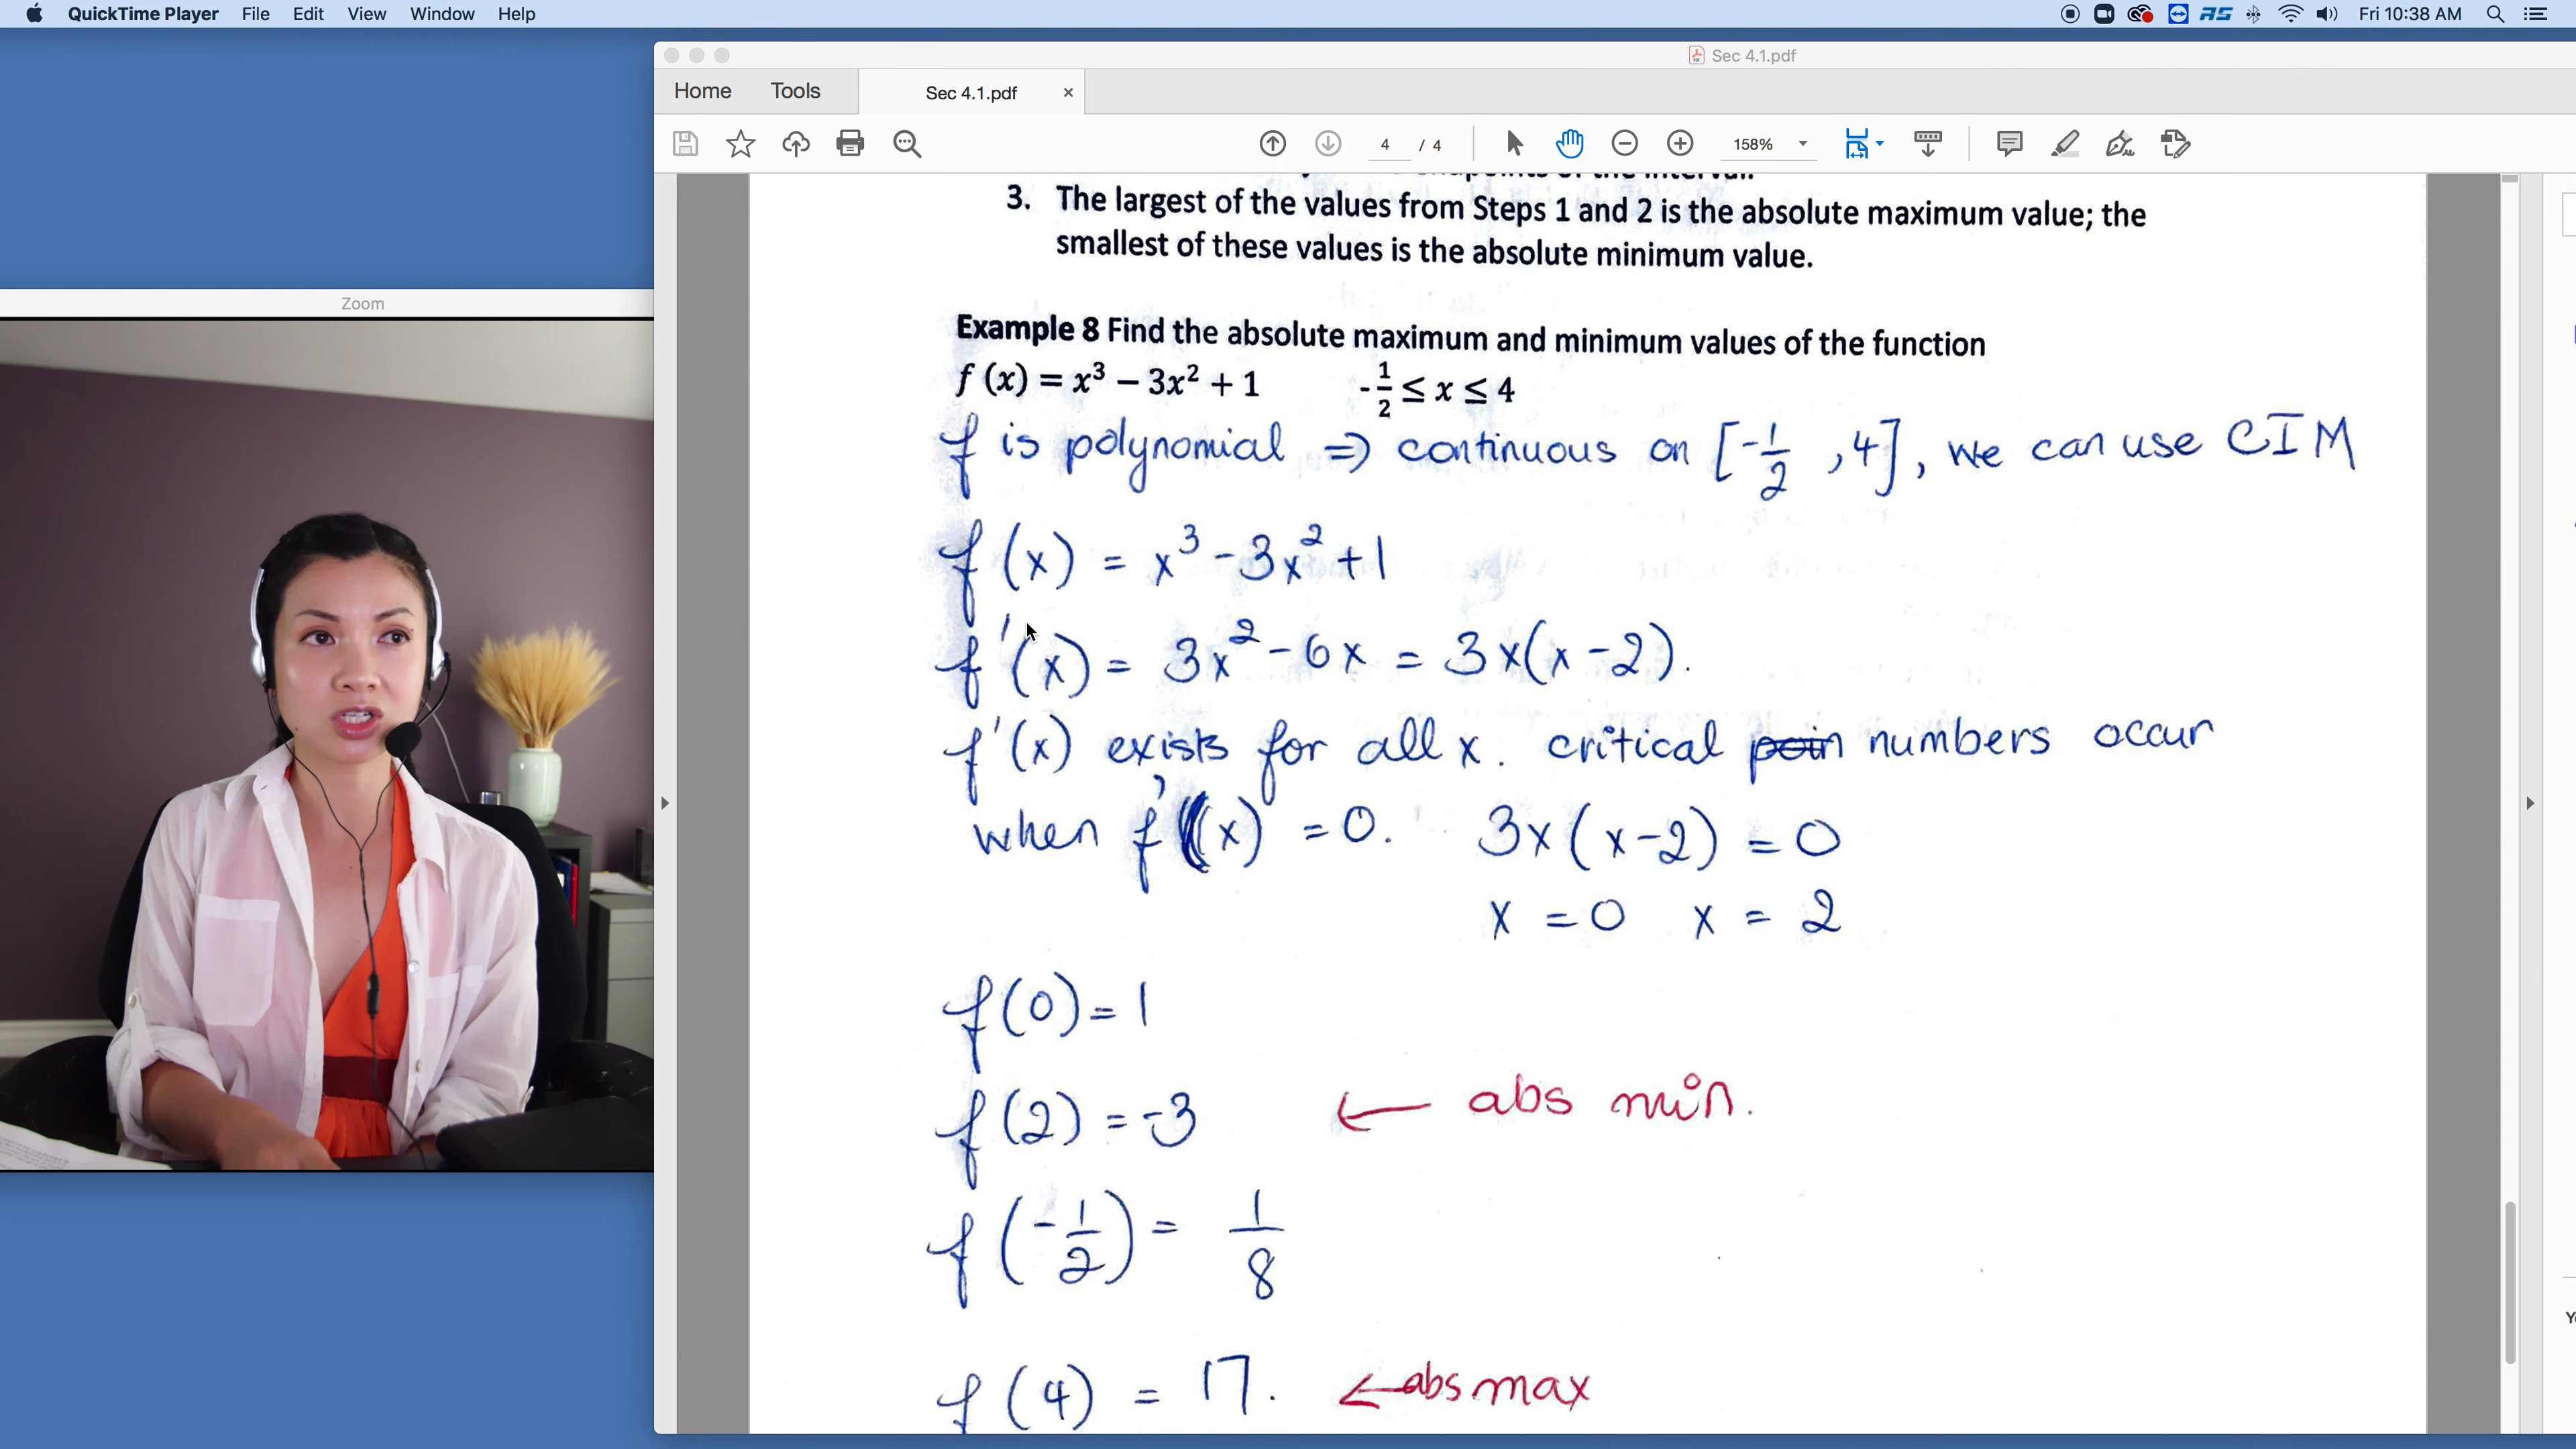 QuickTime Player File Edit View Window Help Fri 10:38 AM
Sec 4.1.pdf
Home Tools Sec 4.1.pdf ×
4 / 4 158%
Zoom
3. The largest of the values from Steps 1 and 2 is the absolute maximum value; the
smallest of these values is the absolute minimum value.
Example 8 Find the absolute maximum and minimum values of the function
f (x) = x³ − 3x² + 1 -1/2 ≤ x ≤ 4
f is polynomial ⇒ continuous on [-1/2 , 4], we can use CIM
f(x) = x³ - 3x² + 1
f'(x) = 3x² - 6x = 3x(x - 2).
f'(x) exists for all x. critical poin numbers occur
when f'(x) = 0. 3x(x-2) = 0
x = 0 x = 2
f(0) = 1
f(2) = -3 ← abs min.
f(-1/2) = 1/8
f(4) = 17. ← abs max